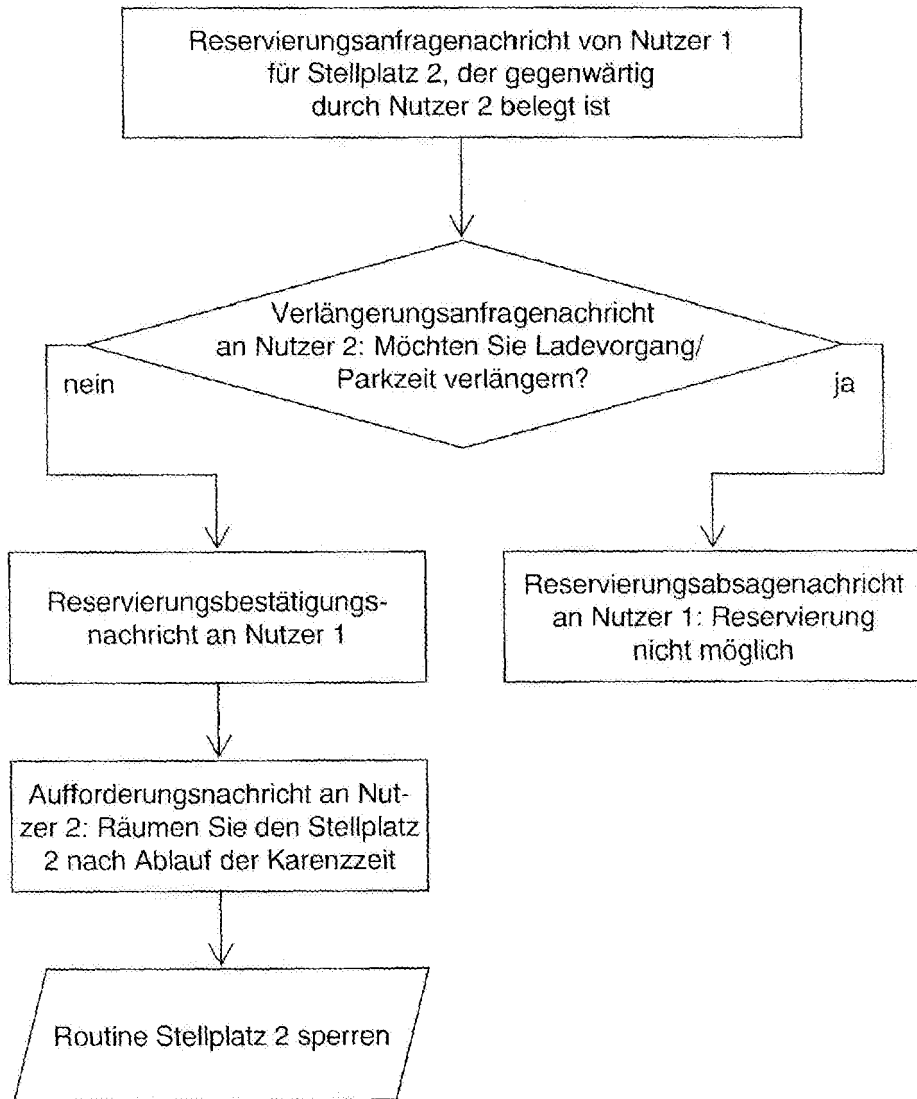 Reservierungsanfragenachricht von Nutzer 1
für Stellplatz 2, der gegenwärtig
durch Nutzer 2 belegt ist
Verlängerungsanfragenachricht
an Nutzer 2: Möchten Sie Ladevorgang/
Parkzeit verlängern?
nein
ja
Reservierungsbestätigungs-
nachricht an Nutzer 1
Reservierungsabsagenachricht
an Nutzer 1: Reservierung
nicht möglich
Aufforderungsnachricht an Nut-
zer 2: Räumen Sie den Stellplatz
2 nach Ablauf der Karenzzeit
Routine Stellplatz 2 sperren